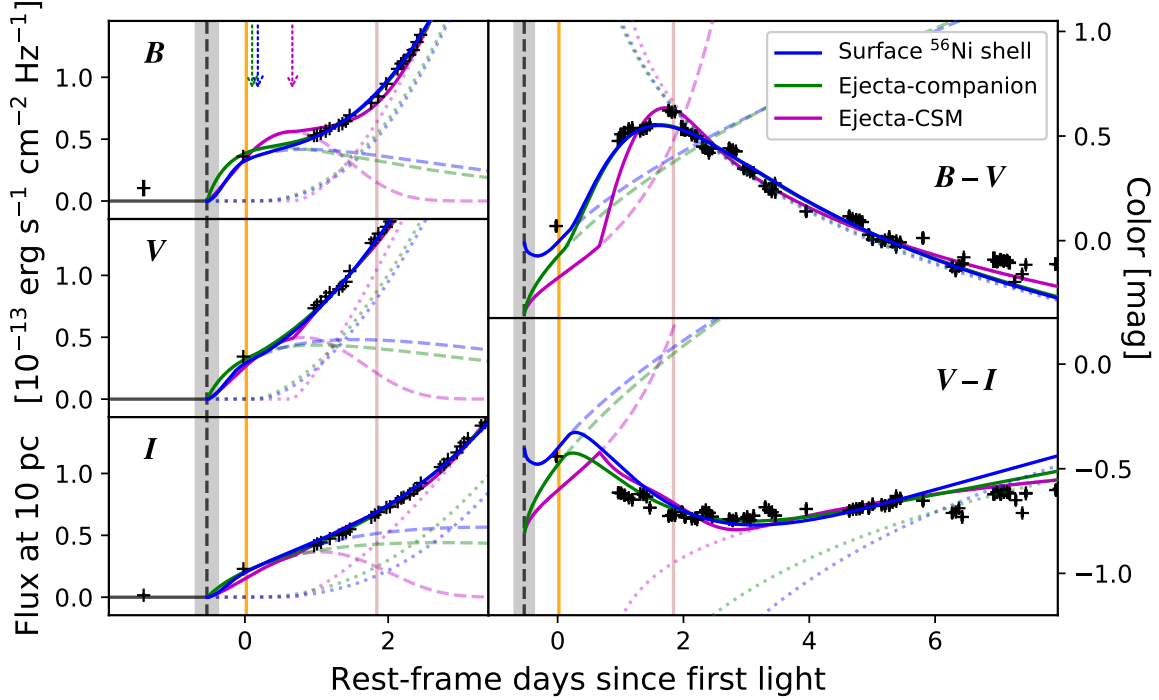 Flux at 10 pc [10⁻¹³ erg s⁻¹ cm⁻² Hz⁻¹]
B
1.0
0.5
0.0
V
1.0
0.5
0.0
I
1.0
0.5
0.0
0 2
Surface ⁵⁶Ni shell
Ejecta-companion
Ejecta-CSM
B − V
1.0
0.5
0.0
V − I
0.0
−0.5
−1.0
0 2 4 6
Color [mag]
Rest-frame days since first light